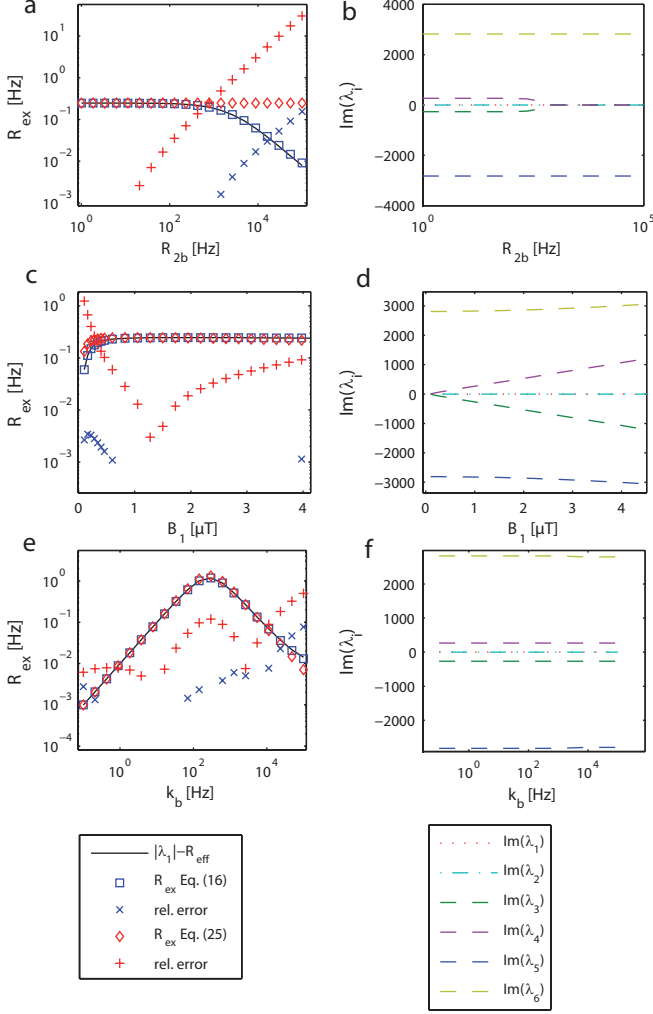 a
R_ex [Hz]
10^1
10^0
10^-1
10^-2
10^-3
10^0
10^2
10^4
R_2b [Hz]
b
Im(λ_i)
4000
2000
0
−2000
−4000
10^0
10^5
R_2b [Hz]
c
R_ex [Hz]
10^0
10^-1
10^-2
10^-3
0
1
2
3
4
B_1 [µT]
d
Im(λ_i)
3000
2000
1000
0
−1000
−2000
−3000
0
1
2
3
4
B_1 [µT]
e
R_ex [Hz]
10^0
10^-1
10^-2
10^-3
10^-4
10^0
10^2
10^4
k_b [Hz]
f
Im(λ_i)
2000
0
−2000
10^0
10^2
10^4
k_b [Hz]
|λ_1|−R_eff
R_ex Eq. (16)
rel. error
R_ex Eq. (25)
rel. error
Im(λ_1)
Im(λ_2)
Im(λ_3)
Im(λ_4)
Im(λ_5)
Im(λ_6)